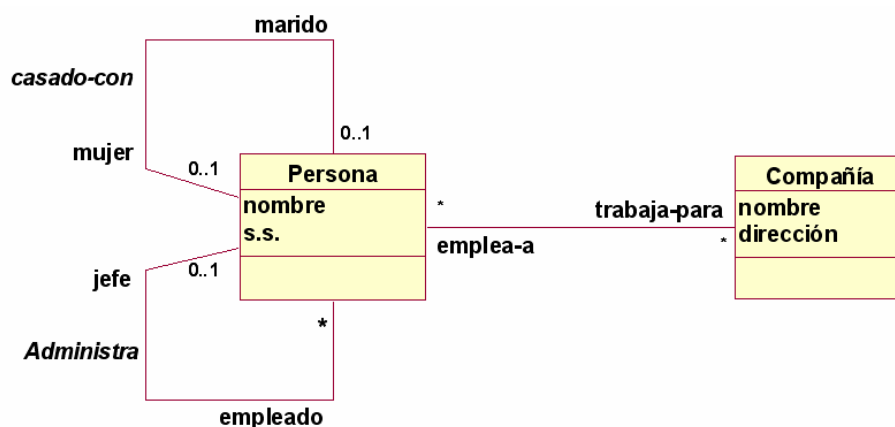 marido
casado-con
mujer
0..1
0..1
Persona
nombre
s.s.
*
emplea-a
trabaja-para
*
Compañía
nombre
dirección
0..1
jefe
*
Administra
empleado